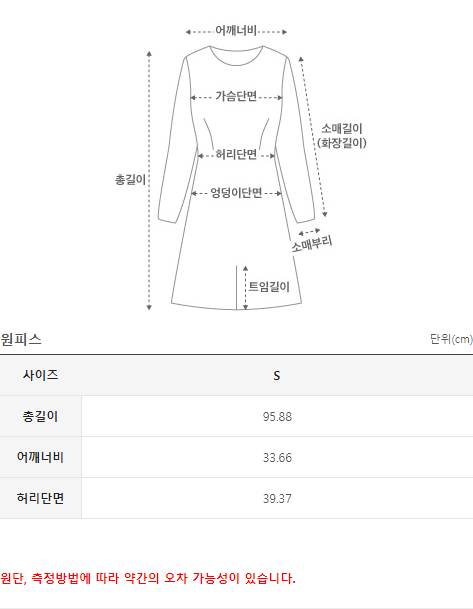 어깨너비
가슴단면
소매길이
(화장길이)
허리단면
총길이
엉덩이단면
소매부리
트임길이
원피스 단위(cm)
사이즈 S
총길이 95.88
어깨너비 33.66
허리단면 39.37
원단, 측정방법에 따라 약간의 오차 가능성이 있습니다.